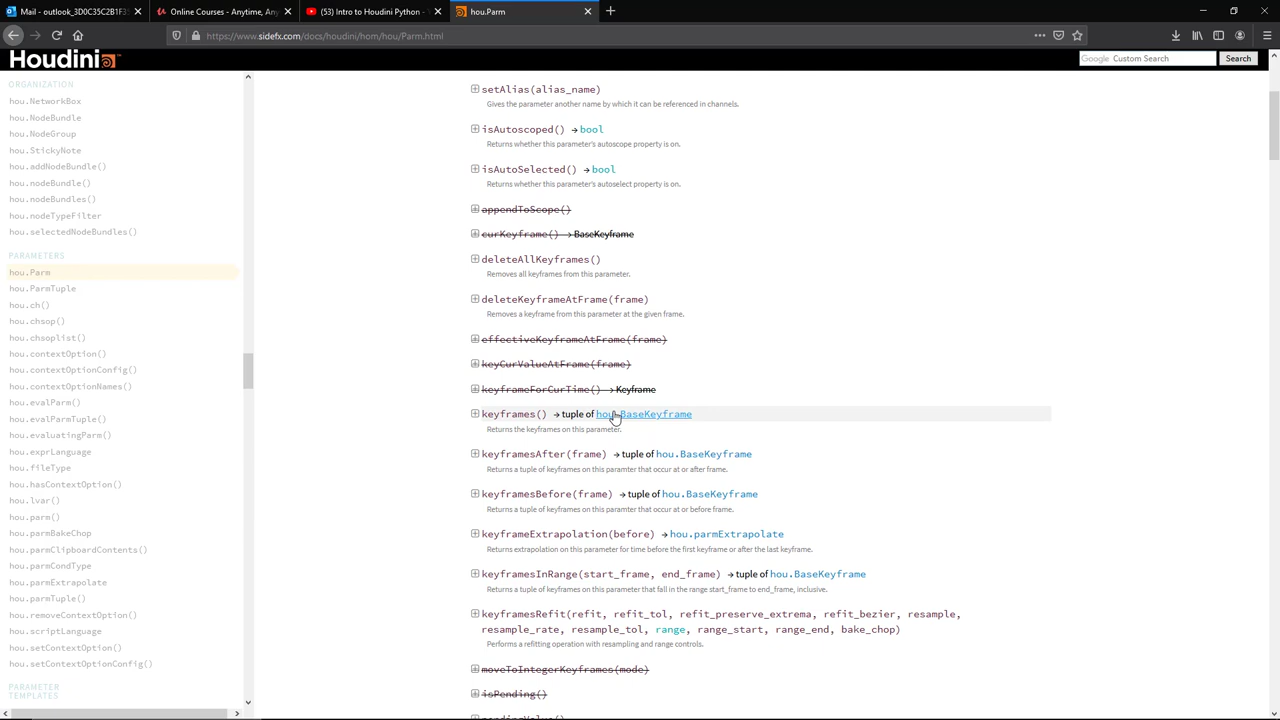 Mail - outlook_3D0C35C2B1F35
Online Courses - Anytime, Any
(53) Intro to Houdini Python -
hou.Parm
https://www.sidefx.com/docs/houdini/hom/hou/Parm.html
Houdini
Google Custom Search
Search
ORGANIZATION
hou.NetworkBox
hou.NodeBundle
hou.NodeGroup
hou.StickyNote
hou.addNodeBundle()
hou.nodeBundle()
hou.nodeBundles()
hou.nodeTypeFilter
hou.selectedNodeBundles()
PARAMETERS
hou.Parm
hou.ParmTuple
hou.ch()
hou.chsop()
hou.chsoplist()
hou.contextOption()
hou.contextOptionConfig()
hou.contextOptionNames()
hou.evalParm()
hou.evalParmTuple()
hou.evaluatingParm()
hou.exprLanguage
hou.fileType
hou.hasContextOption()
hou.lvar()
hou.parm()
hou.parmBakeChop
hou.parmClipboardContents()
hou.parmCondType
hou.parmExtrapolate
hou.parmTuple()
hou.removeContextOption()
hou.scriptLanguage
hou.setContextOption()
hou.setContextOptionConfig()
PARAMETER
TEMPLATES
setAlias(alias_name)
Gives the parameter another name by which it can be referenced in channels.
isAutoscoped() → bool
Returns whether this parameter's autoscope property is on.
isAutoSelected() → bool
Returns whether this parameter's autoselect property is on.
appendToScope()
curKeyframe() → BaseKeyframe
deleteAllKeyframes()
Removes all keyframes from this parameter.
deleteKeyframeAtFrame(frame)
Removes a keyframe from this parameter at the given frame.
effectiveKeyframeAtFrame(frame)
keyCurValueAtFrame(frame)
keyframeForCurTime() → Keyframe
keyframes() → tuple of hou.BaseKeyframe
Returns the keyframes on this parameter.
keyframesAfter(frame) → tuple of hou.BaseKeyframe
Returns a tuple of keyframes on this paramter that occur at or after frame.
keyframesBefore(frame) → tuple of hou.BaseKeyframe
Returns a tuple of keyframes on this paramter that occur at or before frame.
keyframeExtrapolation(before) → hou.parmExtrapolate
Returns extrapolation on this parameter for time before the first keyframe or after the last keyframe.
keyframesInRange(start_frame, end_frame) → tuple of hou.BaseKeyframe
Returns a tuple of keyframes on this parameter that fall in the range start_frame to end_frame, inclusive.
keyframesRefit(refit, refit_tol, refit_preserve_extrema, refit_bezier, resample,
resample_rate, resample_tol, range, range_start, range_end, bake_chop)
Performs a refitting operation with resampling and range controls.
moveToIntegerKeyframes(mode)
isPending()
pendingValue()